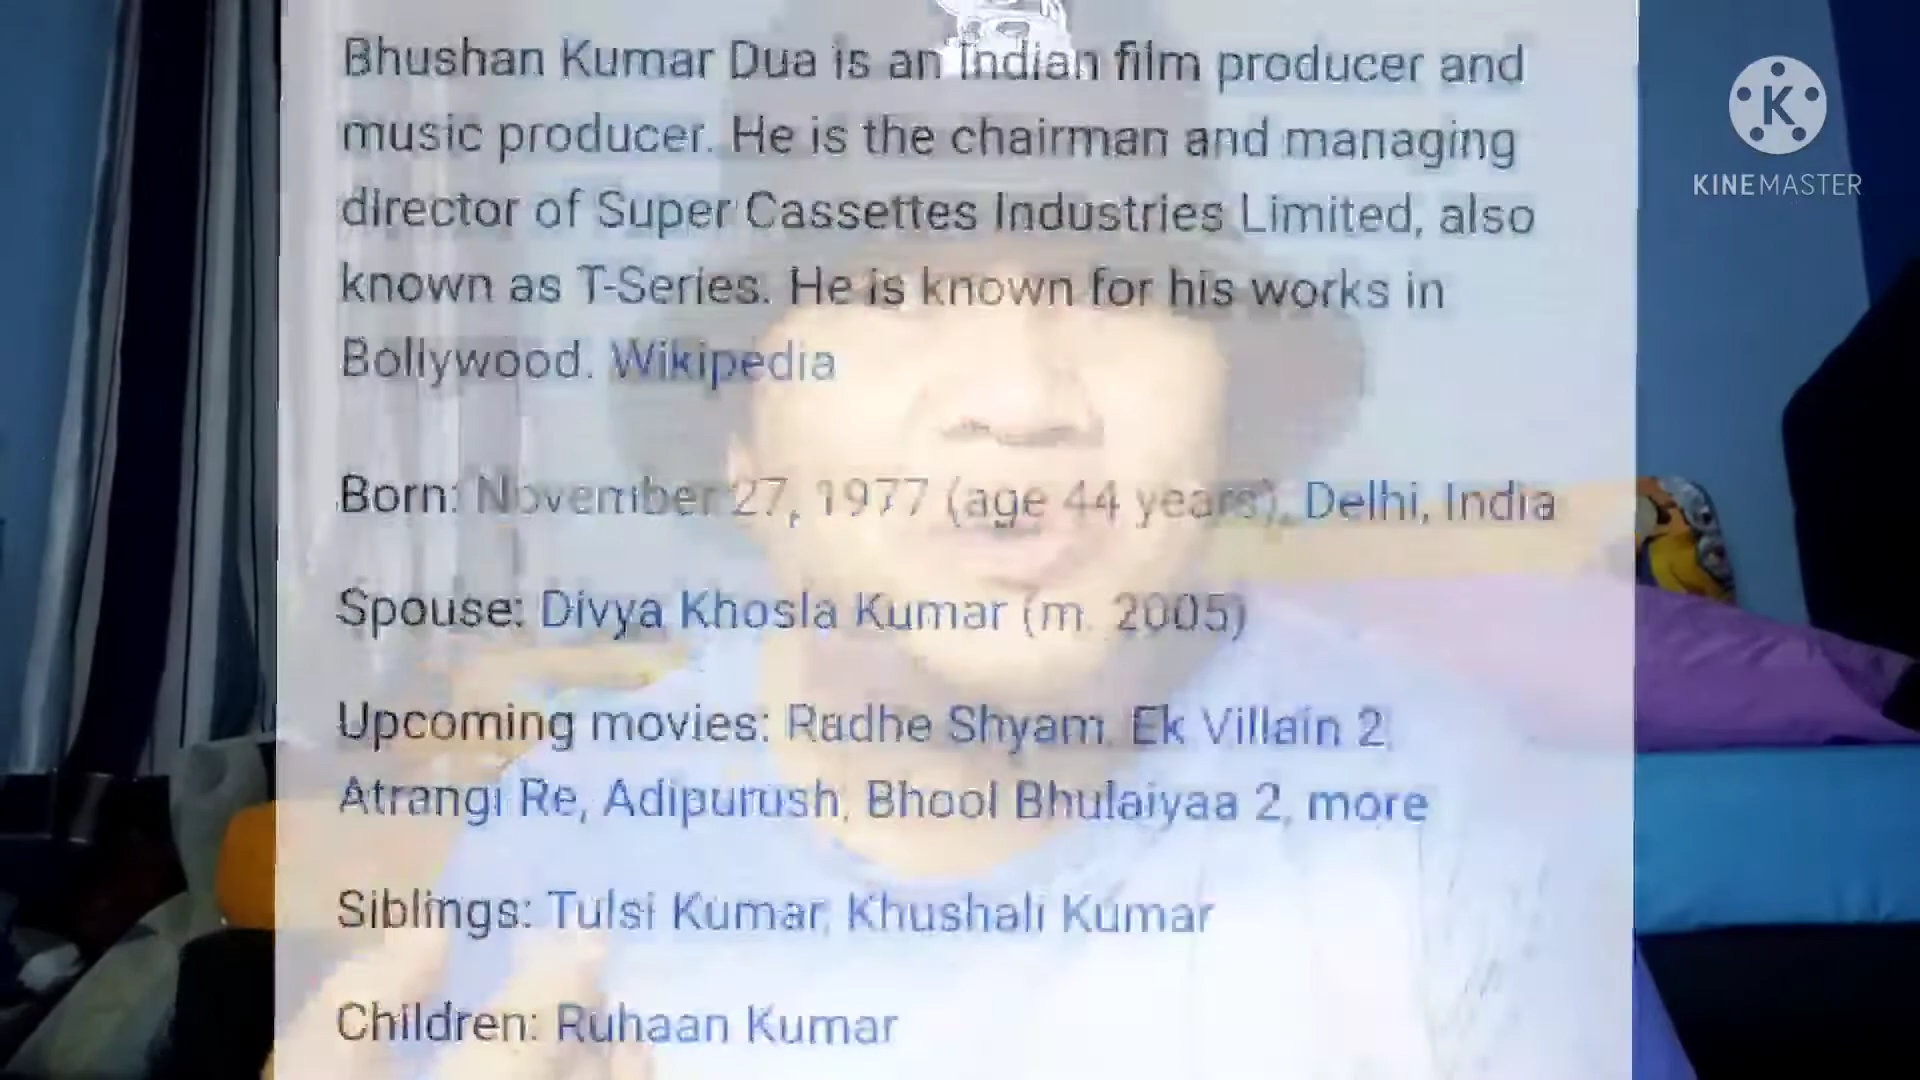 Bhushan Kumar Dua is an Indian film producer and
music producer. He is the chairman and managing
director of Super Cassettes Industries Limited, also
known as T-Series. He is known for his works in
Bollywood. Wikipedia
Born: November 27, 1977 (age 44 years), Delhi, India
Spouse: Divya Khosla Kumar (m. 2005)
Upcoming movies: Radhe Shyam, Ek Villain 2,
Atrangi Re, Adipurush, Bhool Bhulaiyaa 2, more
Siblings: Tulsi Kumar, Khushali Kumar
Children: Ruhaan Kumar
K
KINEMASTER